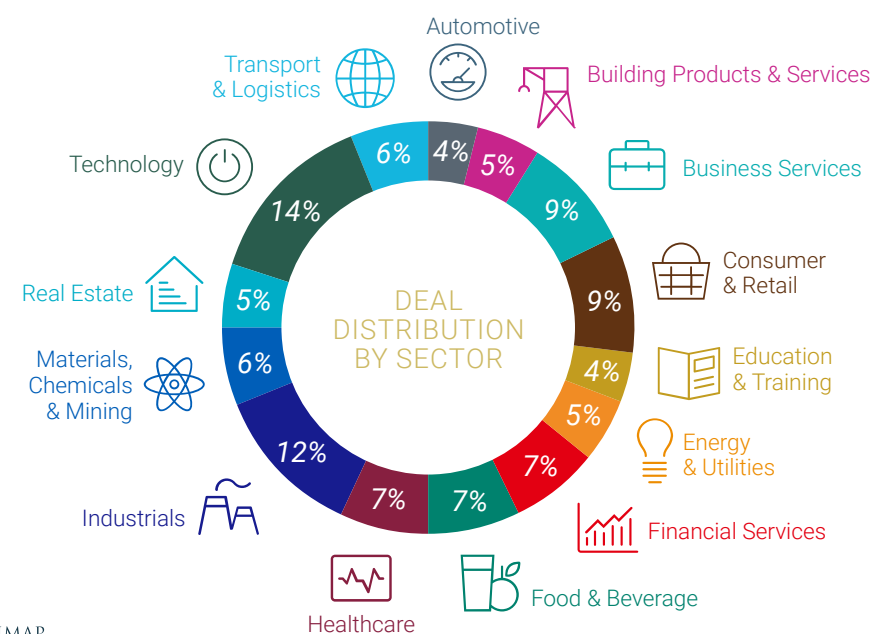 Automotive
Transport
& Logistics
Building Products & Services
Technology
Business Services
6%
4%
5%
14%
9%
Consumer
& Retail
Real Estate
5%
9%
DEAL
DISTRIBUTION
BY SECTOR
Materials,
Chemicals
& Mining
6%
4%
Education
& Training
5%
Energy
& Utilities
12%
7%
7%
7%
Industrials
Financial Services
Food & Beverage
Healthcare